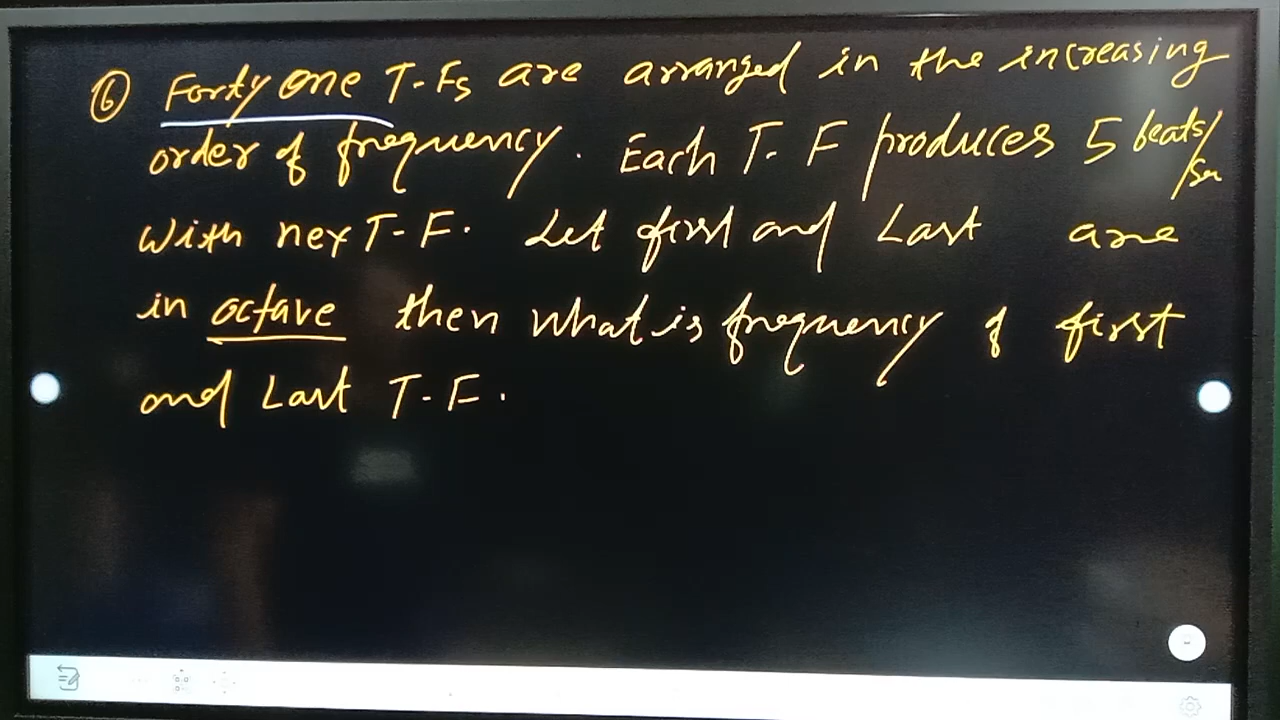 ⑥ Forty one T-Fs are arranged in the increasing
order of frequency. Each T-F produces 5 beats/
/Sec
with nex T-F. Let first and Last are
in octave then what is frequency of first
and Last T-F.